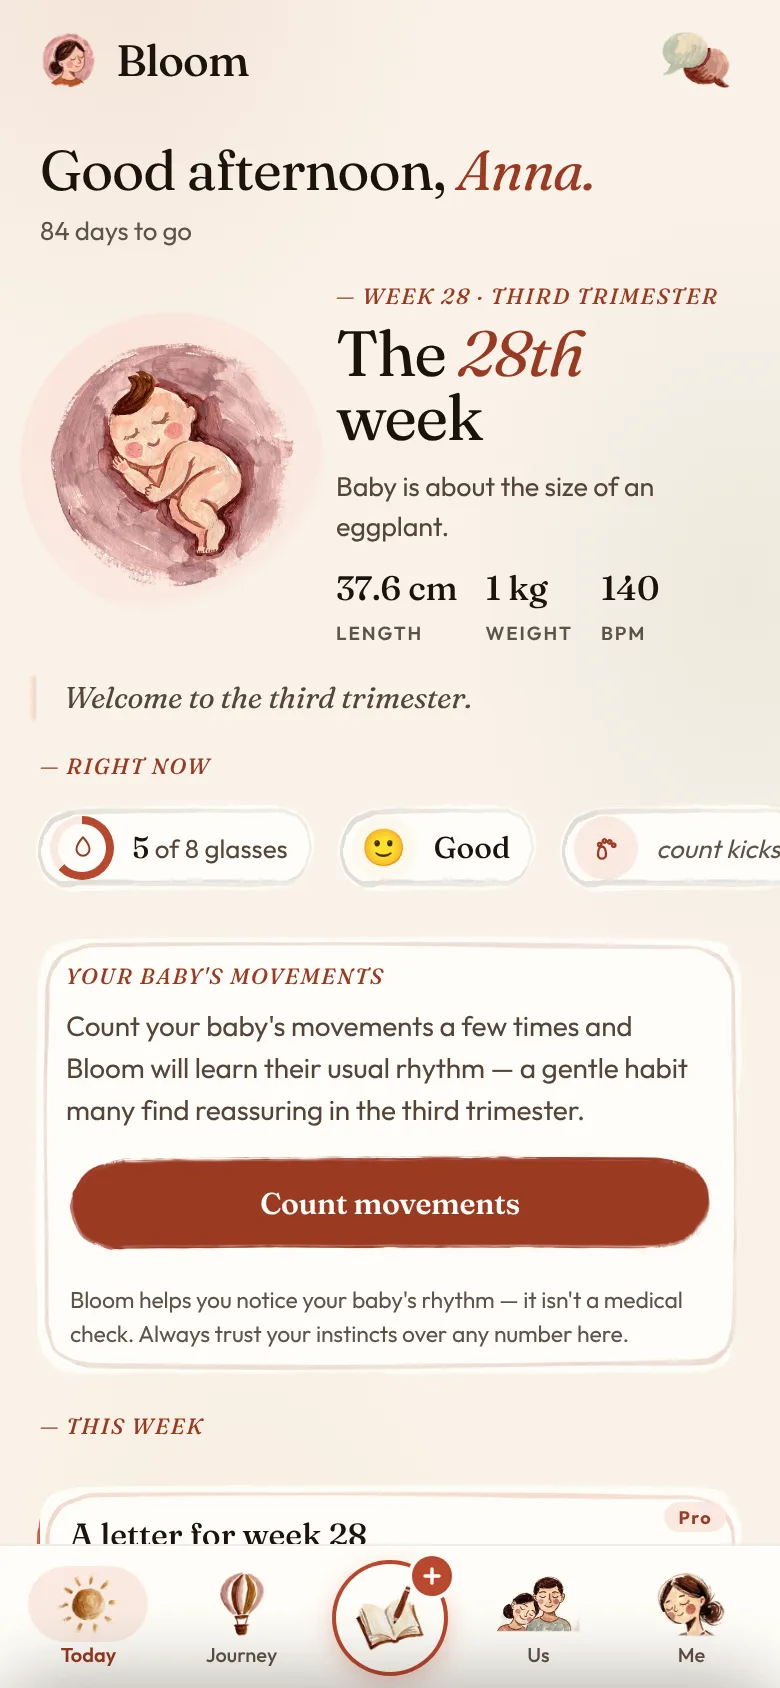 Bloom
Good afternoon, Anna.
84 days to go
— WEEK 28 · THIRD TRIMESTER
The 28th
week
Baby is about the size of an
eggplant.
37.6 cm 1 kg 140
LENGTH WEIGHT BPM
Welcome to the third trimester.
— RIGHT NOW
5 of 8 glasses Good count kicks
YOUR BABY'S MOVEMENTS
Count your baby's movements a few times and
Bloom will learn their usual rhythm — a gentle habit
many find reassuring in the third trimester.
Count movements
Bloom helps you notice your baby's rhythm — it isn't a medical
check. Always trust your instincts over any number here.
— THIS WEEK
Pro
A letter for week 28
Today Journey Us Me